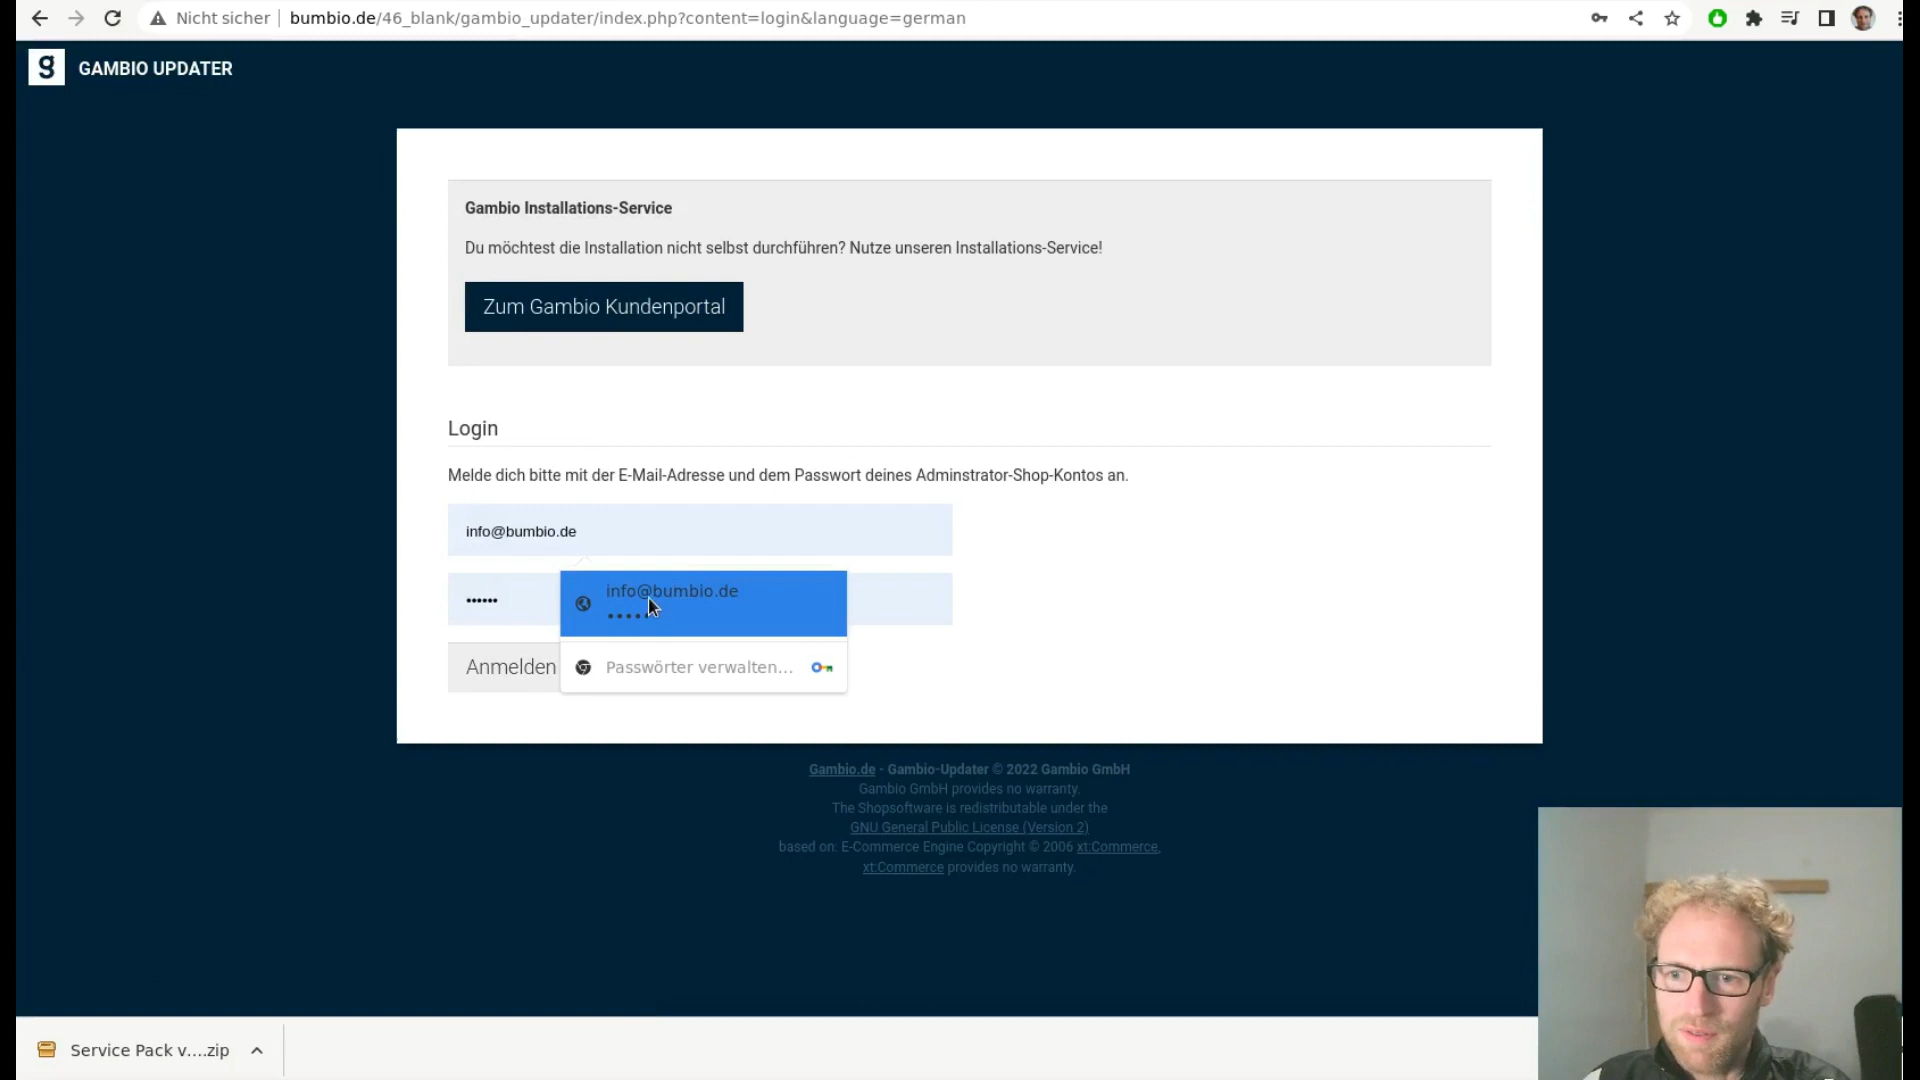 Nicht sicher bumbio.de/46_blank/gambio_updater/index.php?content=login&language=german
g GAMBIO UPDATER
Gambio Installations-Service
Du möchtest die Installation nicht selbst durchführen? Nutze unseren Installations-Service!
Zum Gambio Kundenportal
Login
Melde dich bitte mit der E-Mail-Adresse und dem Passwort deines Adminstrator-Shop-Kontos an.
info@bumbio.de
info@bumbio.de
••••••
Anmelden
Passwörter verwalten...
Gambio.de - Gambio-Updater © 2022 Gambio GmbH
Gambio GmbH provides no warranty.
The Shopsoftware is redistributable under the
GNU General Public License (Version 2)
based on: E-Commerce Engine Copyright © 2006 xt:Commerce,
xt:Commerce provides no warranty.
Service Pack v....zip